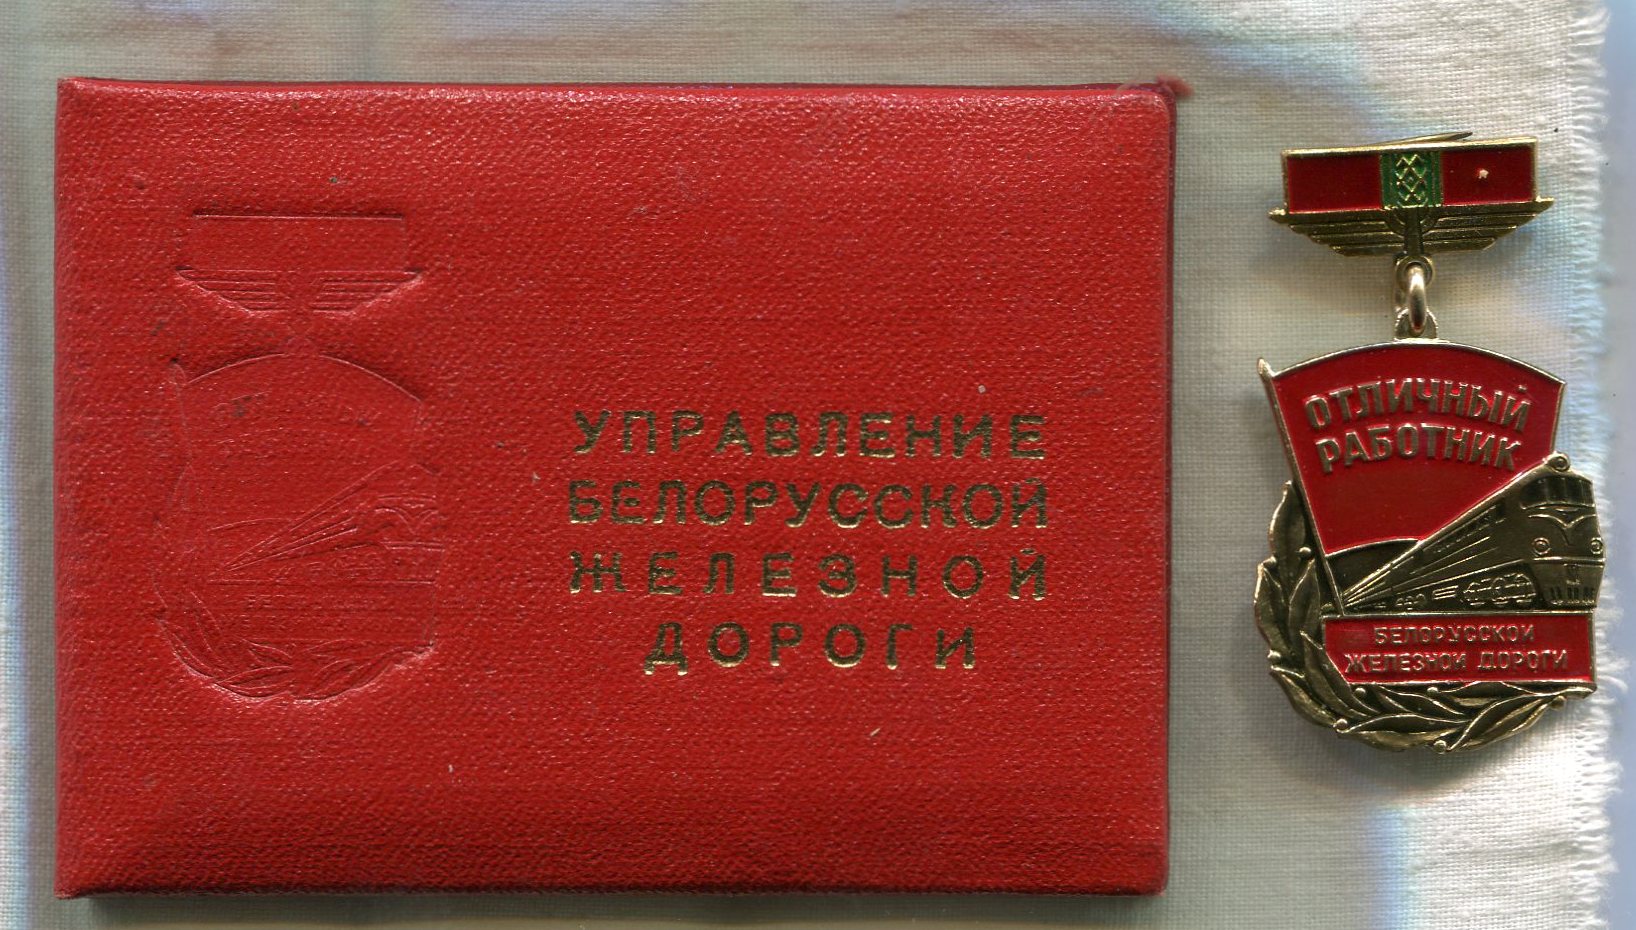 УПРАВЛЕНИЕ
БЕЛОРУССКОЙ
ЖЕЛЕЗНОЙ
ДОРОГИ
ОТЛИЧНЫЙ
РАБОТНИК
БЕЛОРУССКОЙ
ЖЕЛЕЗНОЙ ДОРОГИ